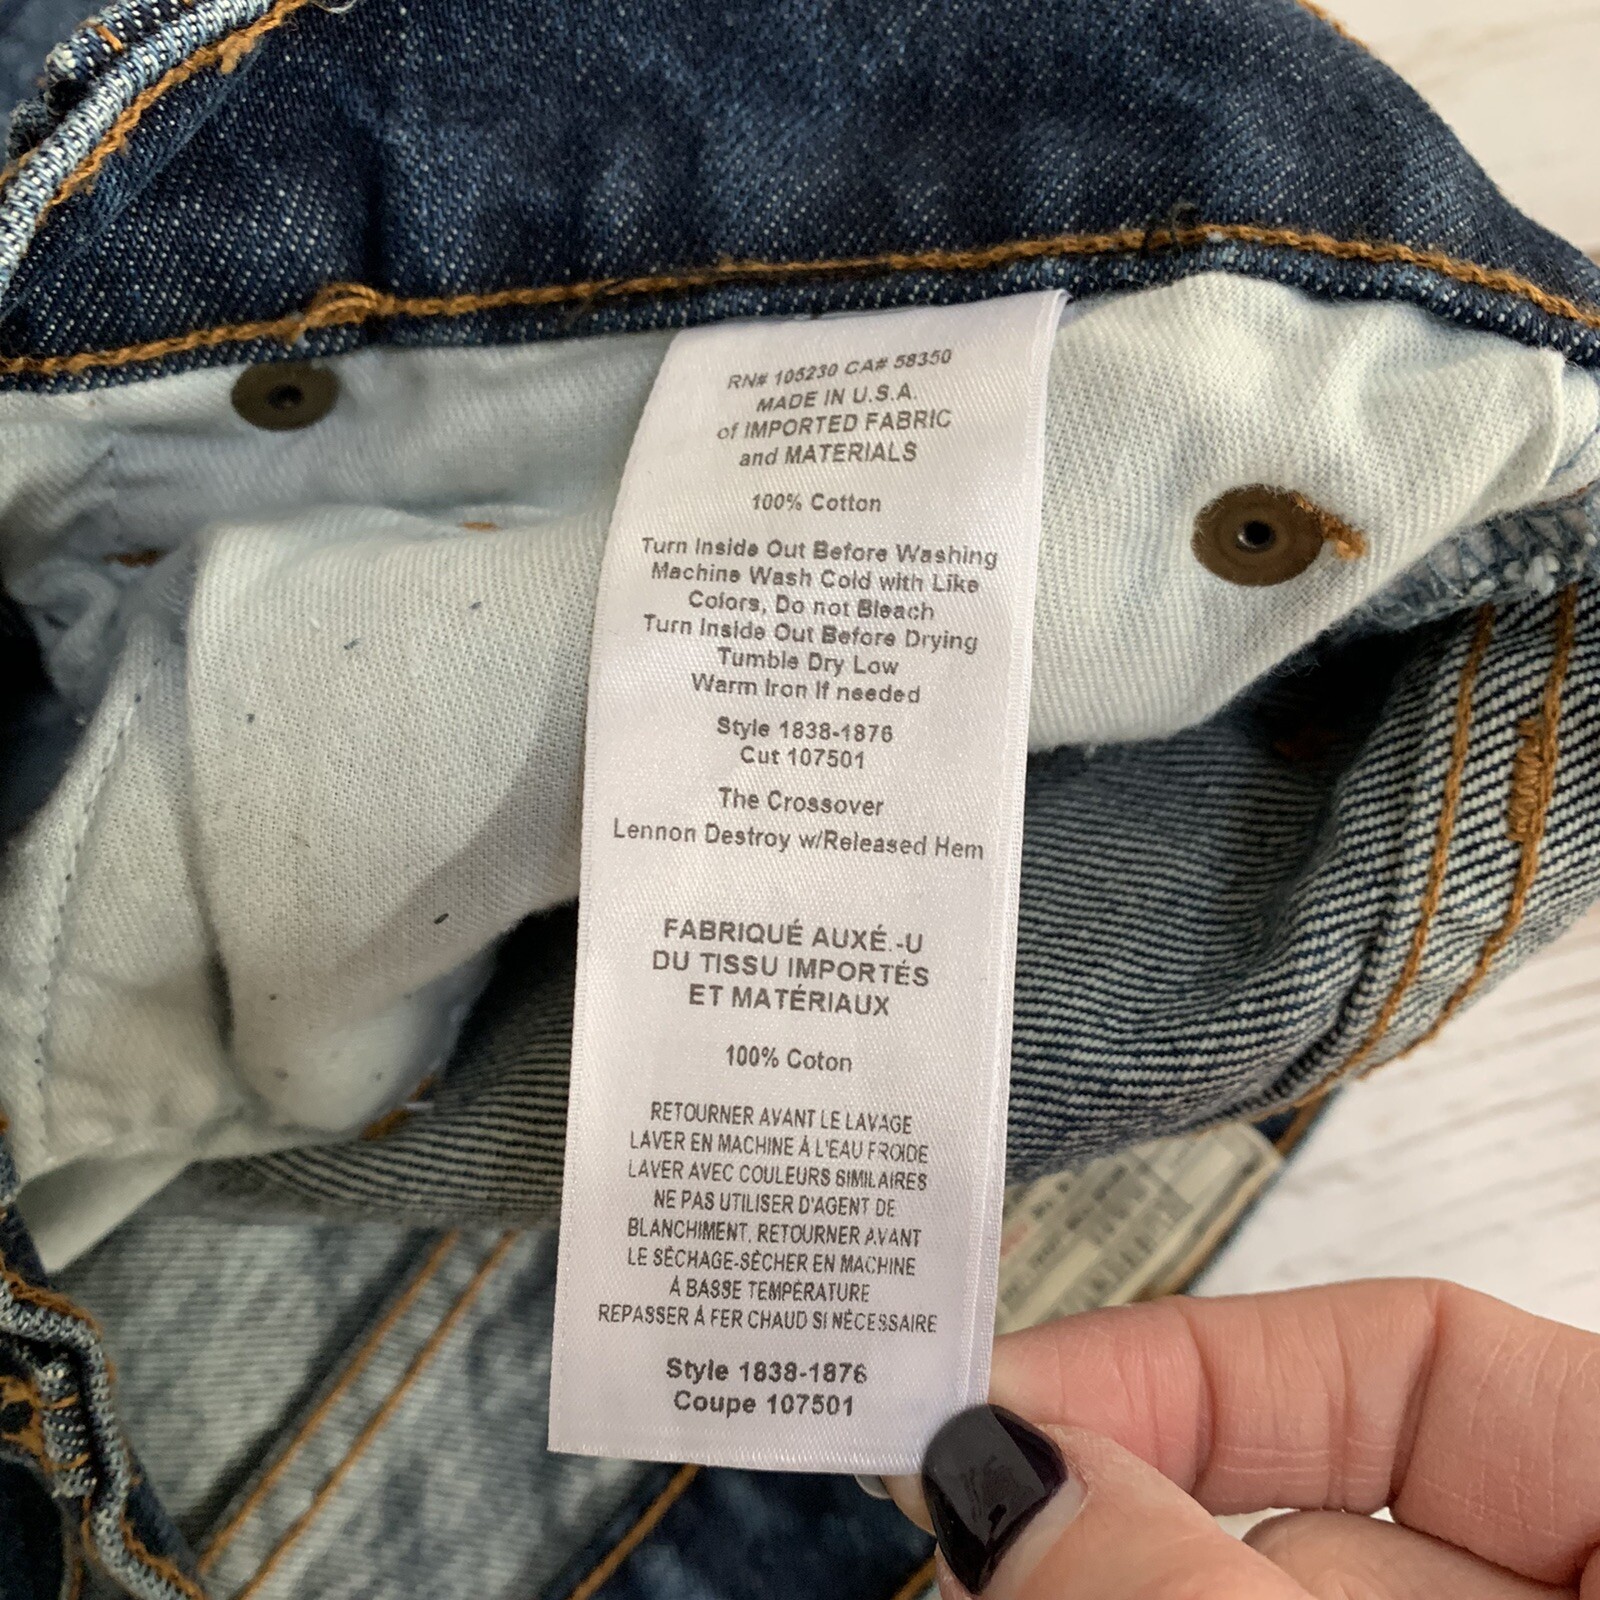 RN# 105230 CA# 58350
MADE IN U.S.A.
of IMPORTED FABRIC
and MATERIALS
100% Cotton
Turn Inside Out Before Washing
Machine Wash Cold with Like
Colors, Do not Bleach
Turn Inside Out Before Drying
Tumble Dry Low
Warm Iron If needed
Style 1838-1876
Cut 107501
The Crossover
Lennon Destroy w/Released Hem
FABRIQUÉ AUXÉ.-U
DU TISSU IMPORTÉS
ET MATÉRIAUX
100% Coton
RETOURNER AVANT LE LAVAGE
LAVER EN MACHINE À L'EAU FROIDE
LAVER AVEC COULEURS SIMILAIRES
NE PAS UTILISER D'AGENT DE
BLANCHIMENT, RETOURNER AVANT
LE SÉCHAGE-SÉCHER EN MACHINE
À BASSE TEMPÉRATURE
REPASSER À FER CHAUD SI NÉCESSAIRE
Style 1838-1876
Coupe 107501